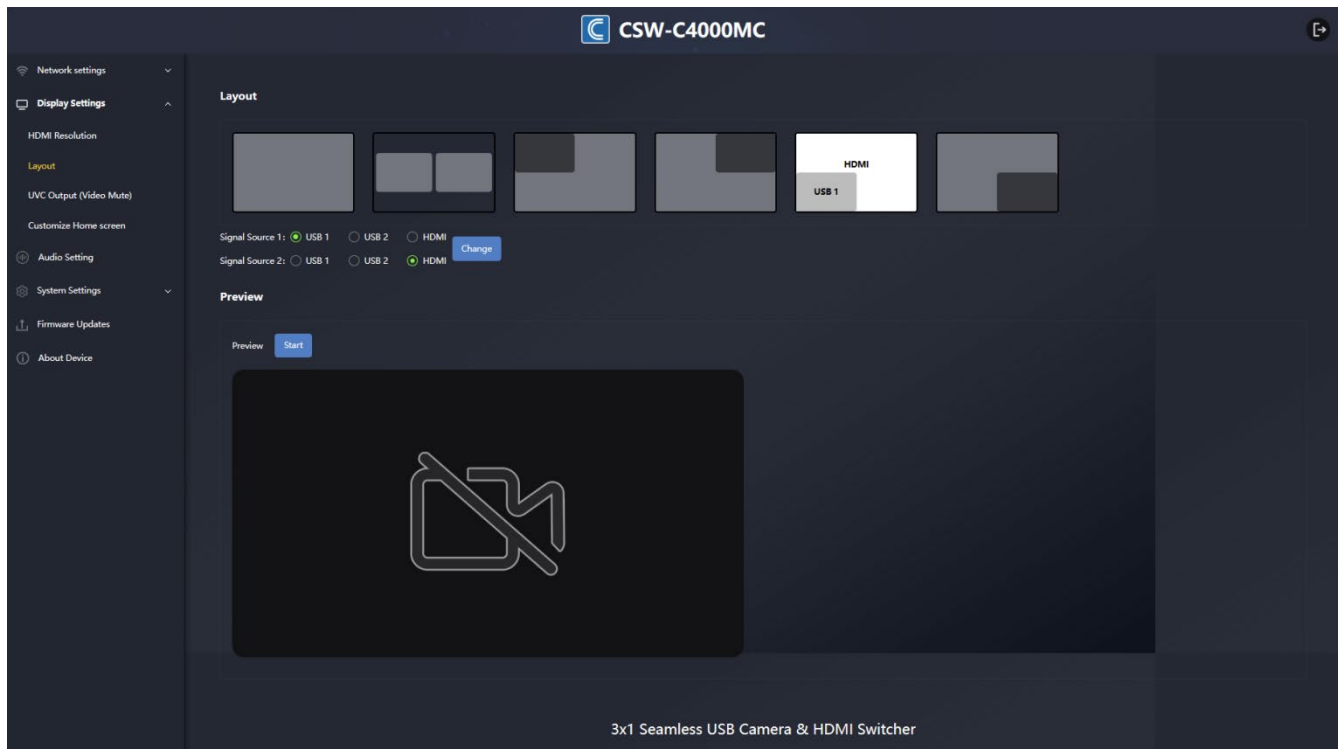 CSW-C4000MC
Network settings
Display Settings
HDMI Resolution
Layout
UVC Output (Video Mute)
Customize Home screen
Audio Setting
System Settings
Firmware Updates
About Device
Layout
HDMI
USB 1
Signal Source 1: USB 1 USB 2 HDMI
Signal Source 2: USB 1 USB 2 HDMI
Change
Preview
Preview Start
3x1 Seamless USB Camera & HDMI Switcher